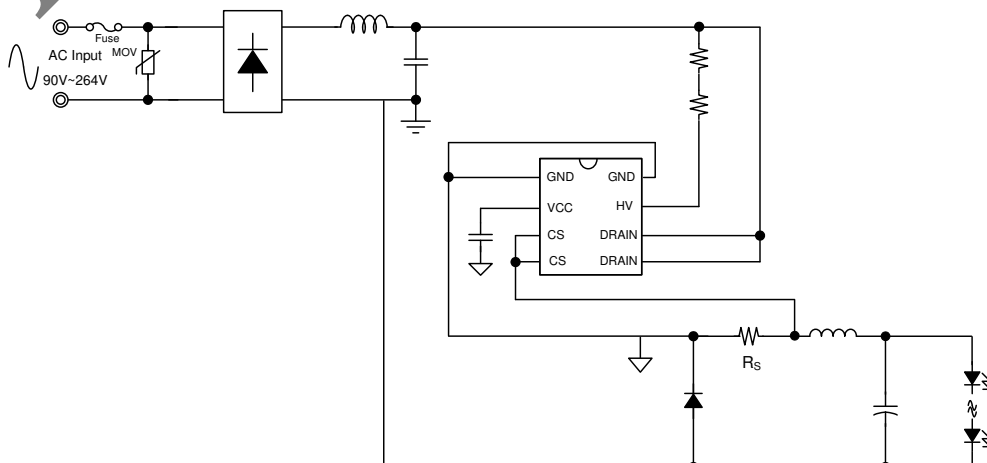 Fuse
AC Input
MOV
90V~264V
GND
GND
VCC
HV
CS
DRAIN
CS
DRAIN
RS